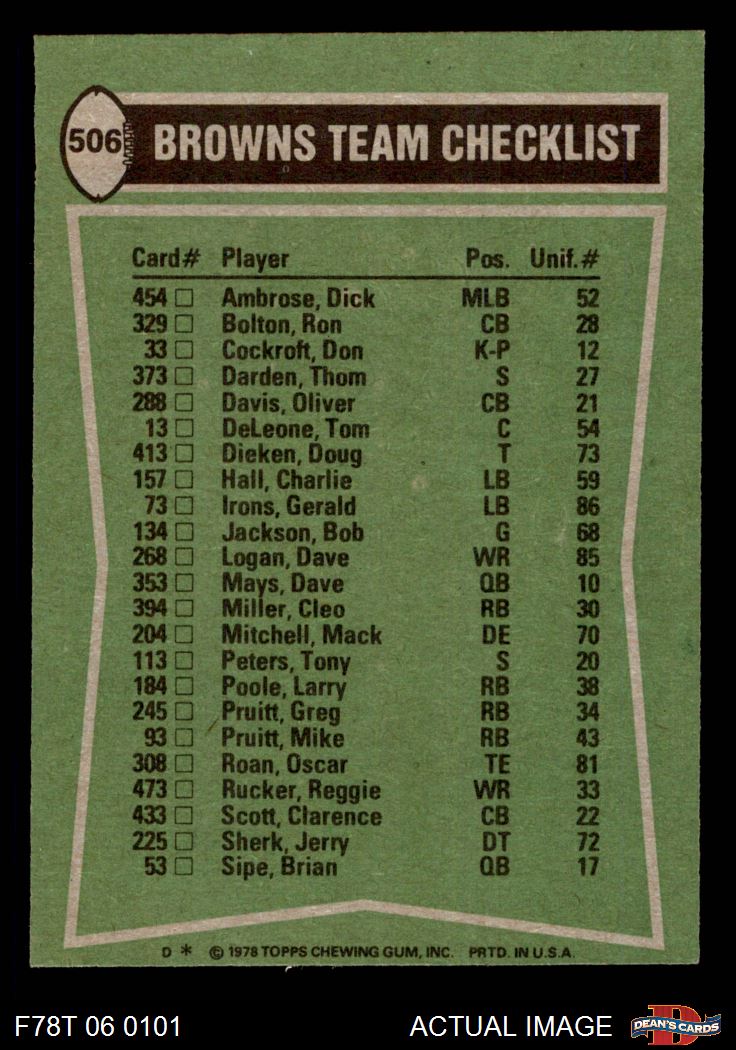 506 BROWNS TEAM CHECKLIST
Card# Player Pos. Unif.#
454 Ambrose, Dick MLB 52
329 Bolton, Ron CB 28
33 Cockroft, Don K-P 12
373 Darden, Thom S 27
288 Davis, Oliver CB 21
13 DeLeone, Tom C 54
413 Dieken, Doug T 73
157 Hall, Charlie LB 59
73 Irons, Gerald LB 86
134 Jackson, Bob G 68
268 Logan, Dave WR 85
353 Mays, Dave QB 10
394 Miller, Cleo RB 30
204 Mitchell, Mack DE 70
113 Peters, Tony S 20
184 Poole, Larry RB 38
245 Pruitt, Greg RB 34
93 Pruitt, Mike RB 43
308 Roan, Oscar TE 81
473 Rucker, Reggie WR 33
433 Scott, Clarence CB 22
225 Sherk, Jerry DT 72
53 Sipe, Brian QB 17
D * © 1978 TOPPS CHEWING GUM, INC. PRTD. IN U.S.A.
F78T 06 0101 ACTUAL IMAGE DEAN'S CARDS